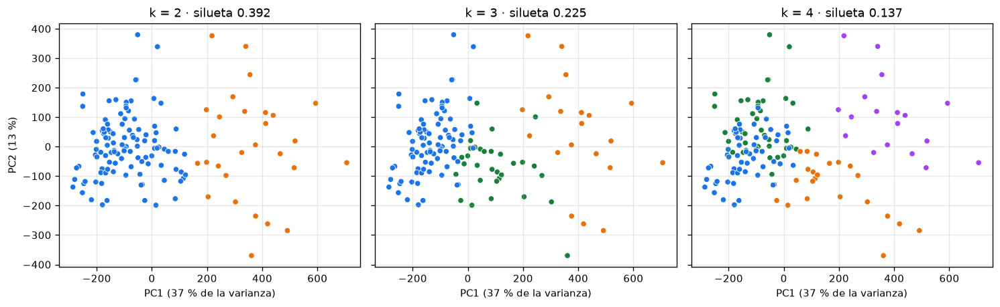 k = 2 · silueta 0.392
k = 3 · silueta 0.225
k = 4 · silueta 0.137
PC2 (13 %)
400
300
200
100
0
−100
−200
−300
−400
−200 0 200 400 600
−200 0 200 400 600
−200 0 200 400 600
PC1 (37 % de la varianza)
PC1 (37 % de la varianza)
PC1 (37 % de la varianza)